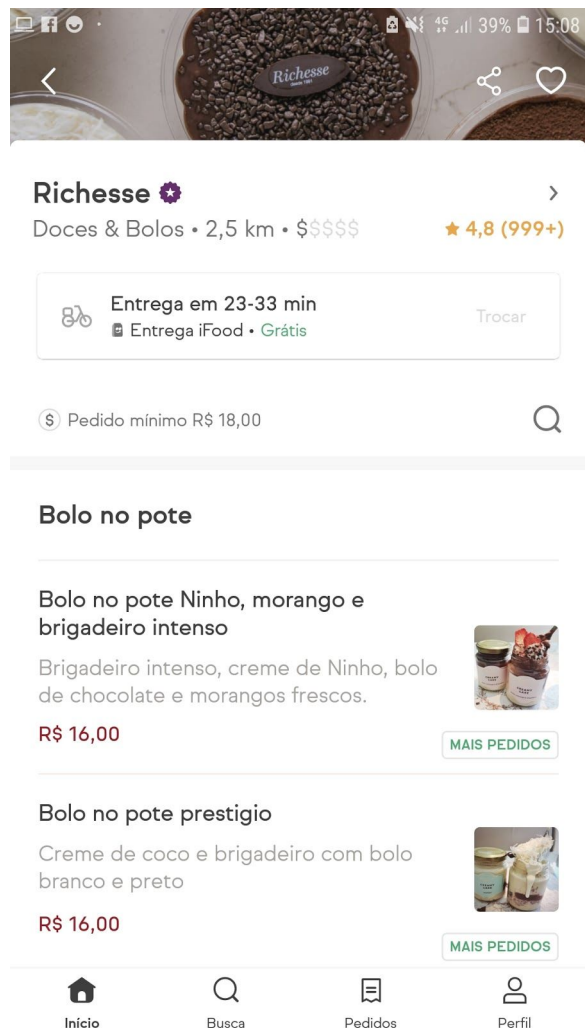 4G 39% 15:08
Richesse
SINCE 1981
Richesse
Doces & Bolos • 2,5 km • $$$$$
4,8 (999+)
Entrega em 23-33 min
Entrega iFood • Grátis
Trocar
$ Pedido mínimo R$ 18,00
Bolo no pote
Bolo no pote Ninho, morango e
brigadeiro intenso
Brigadeiro intenso, creme de Ninho, bolo
de chocolate e morangos frescos.
R$ 16,00
MAIS PEDIDOS
Bolo no pote prestigio
Creme de coco e brigadeiro com bolo
branco e preto
R$ 16,00
MAIS PEDIDOS
Início Busca Pedidos Perfil